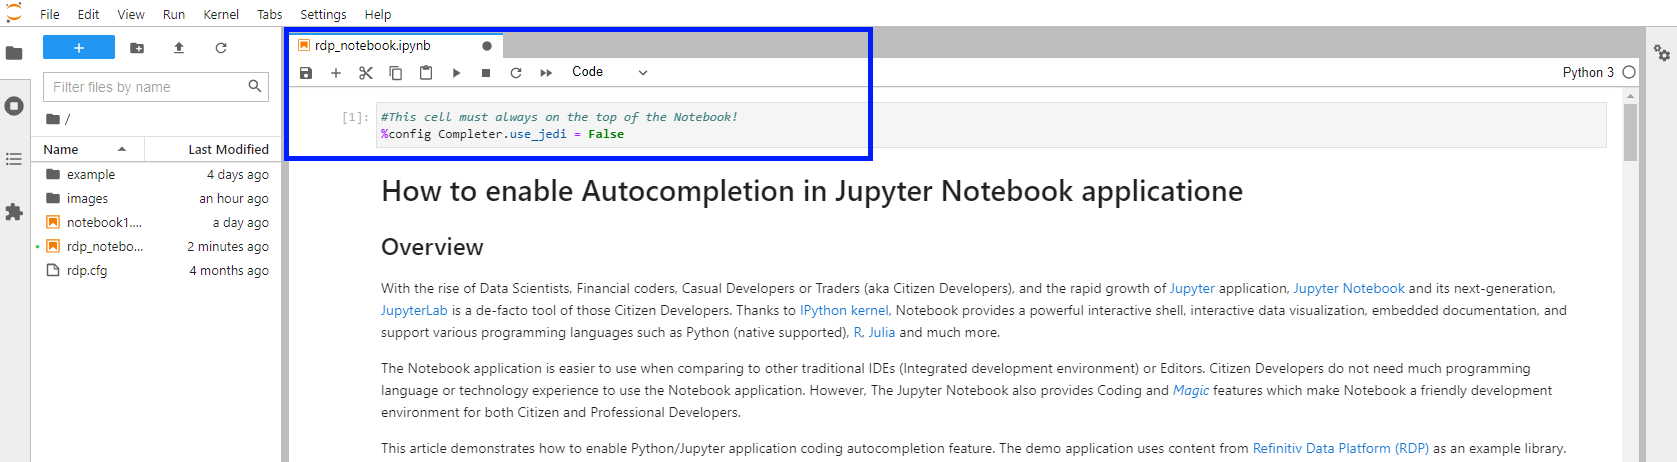 File Edit View Run Kernel Tabs Settings Help
rdp_notebook.ipynb
Code
Python 3
Filter files by name
/
Name Last Modified
example 4 days ago
images an hour ago
notebook1.... a day ago
rdp_notebo... 2 minutes ago
rdp.cfg 4 months ago
[1]: #This cell must always on the top of the Notebook!
%config Completer.use_jedi = False
How to enable Autocompletion in Jupyter Notebook applicatione
Overview
With the rise of Data Scientists, Financial coders, Casual Developers or Traders (aka Citizen Developers), and the rapid growth of Jupyter application, Jupyter Notebook and its next-generation,
JupyterLab is a de-facto tool of those Citizen Developers. Thanks to IPython kernel, Notebook provides a powerful interactive shell, interactive data visualization, embedded documentation, and
support various programming languages such as Python (native supported), R, Julia and much more.
The Notebook application is easier to use when comparing to other traditional IDEs (Integrated development environment) or Editors. Citizen Developers do not need much programming
language or technology experience to use the Notebook application. However, The Jupyter Notebook also provides Coding and Magic features which make Notebook a friendly development
environment for both Citizen and Professional Developers.
This article demonstrates how to enable Python/Jupyter application coding autocompletion feature. The demo application uses content from Refinitiv Data Platform (RDP) as an example library.